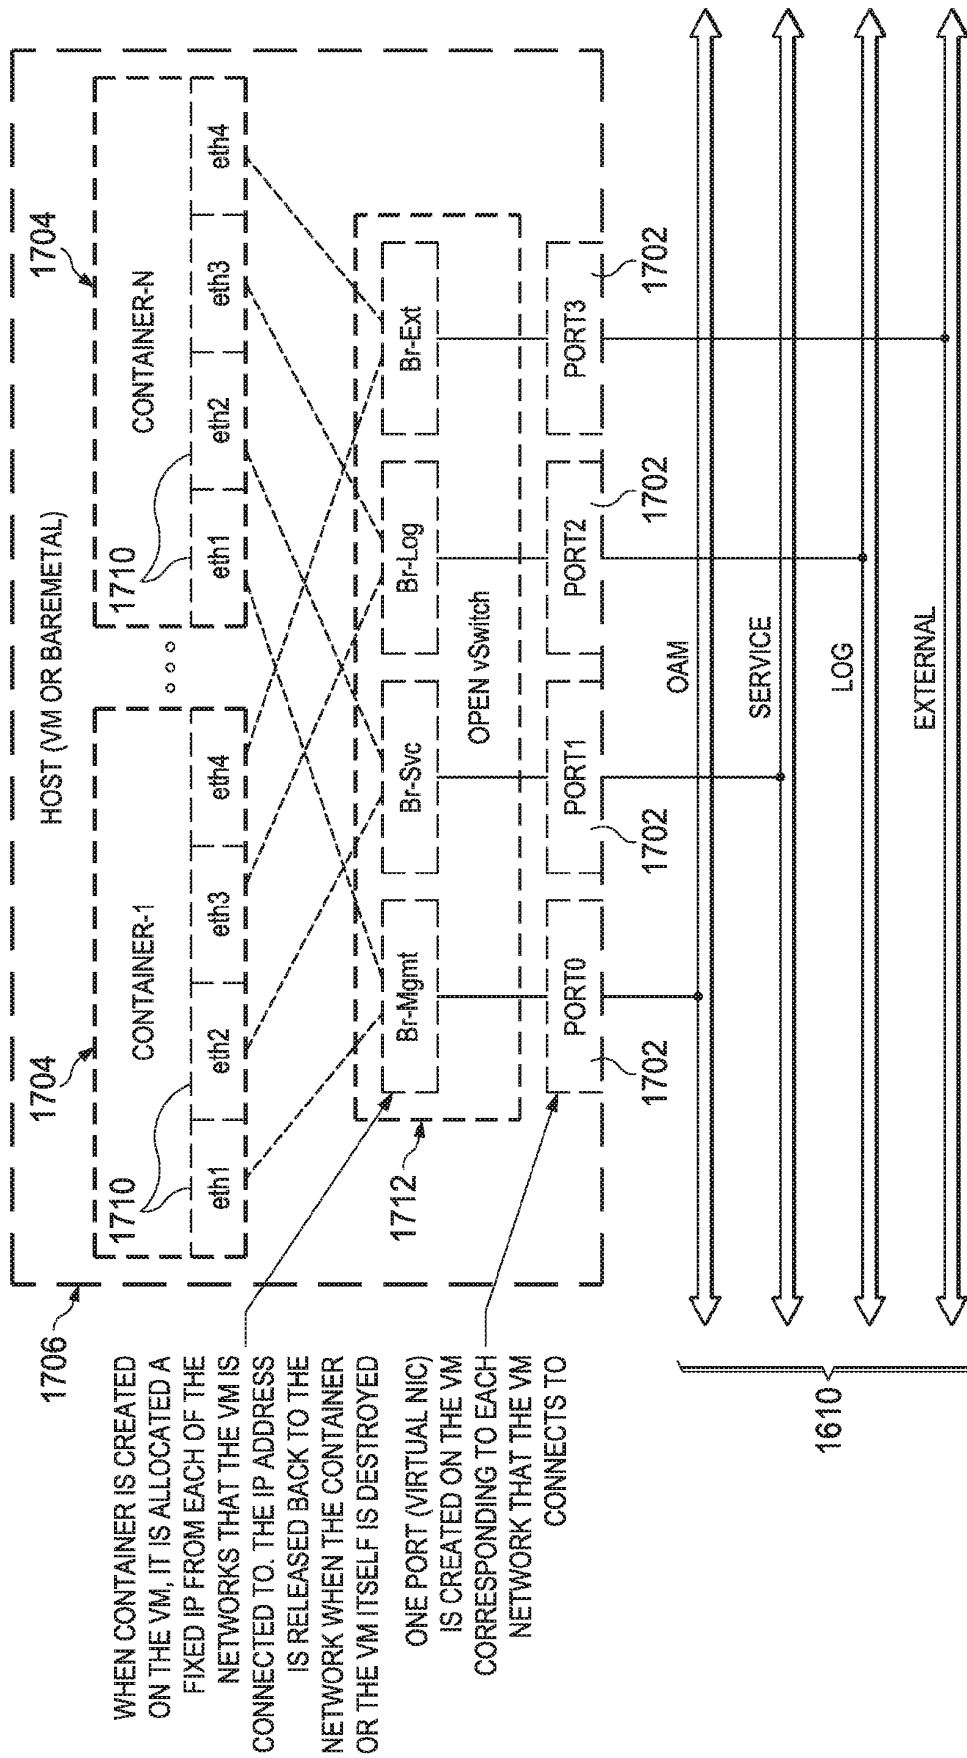 1706
HOST (VM OR BAREMETAL)
1704
1704
CONTAINER-1
CONTAINER-N
1710
1710
eth1
eth2
eth3
eth4
eth1
eth2
eth3
eth4
WHEN CONTAINER IS CREATED
ON THE VM, IT IS ALLOCATED A
FIXED IP FROM EACH OF THE
NETWORKS THAT THE VM IS
CONNECTED TO. THE IP ADDRESS
IS RELEASED BACK TO THE
NETWORK WHEN THE CONTAINER
OR THE VM ITSELF IS DESTROYED
1712
Br-Mgmt
Br-Svc
Br-Log
Br-Ext
OPEN vSwitch
ONE PORT (VIRTUAL NIC)
IS CREATED ON THE VM
CORRESPONDING TO EACH
NETWORK THAT THE VM
CONNECTS TO
PORT0
PORT1
PORT2
PORT3
1702
1702
1702
1702
OAM
SERVICE
LOG
EXTERNAL
1610